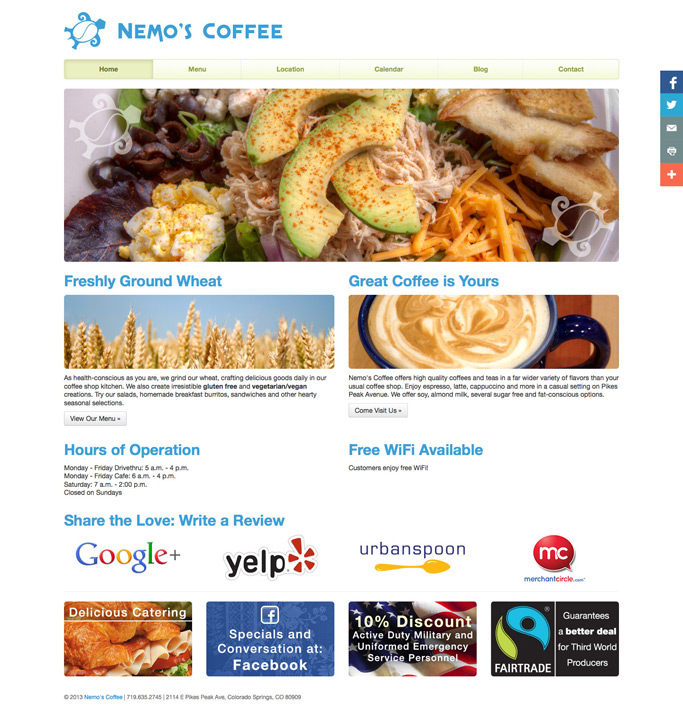 NEMO'S COFFEE
Home
Menu
Location
Calendar
Blog
Contact
Freshly Ground Wheat
As health-conscious as you are, we grind our wheat, crafting delicious goods daily in our
coffee shop kitchen. We also create irresistible gluten free and vegetarian/vegan
creations. Try our salads, homemade breakfast burritos, sandwiches and other hearty
seasonal selections.
View Our Menu »
Great Coffee is Yours
Nemo's Coffee offers high quality coffees and teas in a far wider variety of flavors than your
usual coffee shop. Enjoy espresso, latte, cappuccino and more in a casual setting on Pikes
Peak Avenue. We offer soy, almond milk, several sugar free and fat-conscious options.
Come Visit Us »
Hours of Operation
Monday - Friday Drivethru: 5 a.m. - 4 p.m.
Monday - Friday Cafe: 6 a.m. - 4 p.m.
Saturday: 7 a.m. - 2:00 p.m.
Closed on Sundays
Free WiFi Available
Customers enjoy free WiFi!
Share the Love: Write a Review
Google+
yelp
urbanspoon
mc
merchantcircle.com
Delicious Catering
f
Specials and
Conversation at:
Facebook
10% Discount
Active Duty Military and
Uniformed Emergency
Service Personnel
®
FAIRTRADE
Guarantees
a better deal
for Third World
Producers
© 2013 Nemo's Coffee | 719.635.2745 | 2114 E Pikes Peak Ave, Colorado Springs, CO 80909